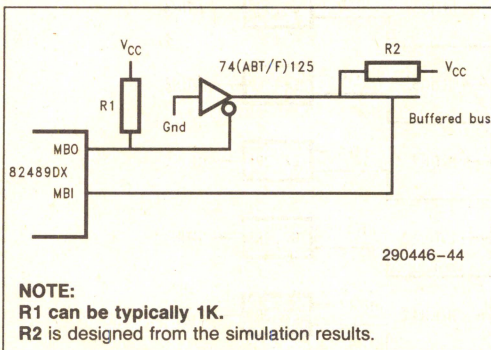 VCC
74(ABT/F)125
R2
VCC
R1
Gnd
Buffered bus
MBO
82489DX
MBI
290446-44
NOTE:
R1 can be typically 1K.
R2 is designed from the simulation results.